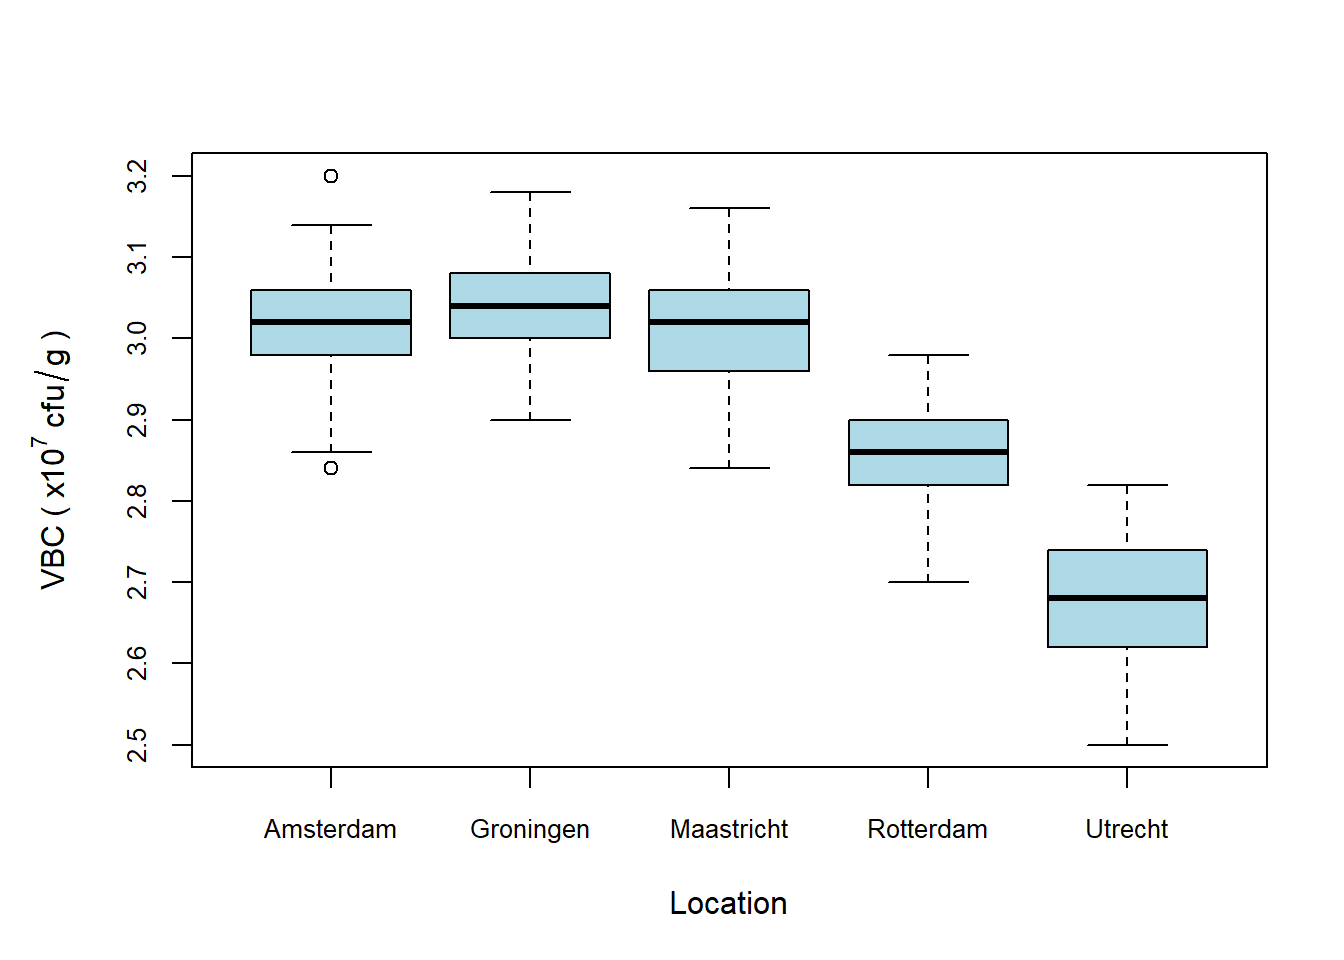 VBC ( x10⁷ cfu/g )
3.2
3.1
3.0
2.9
2.8
2.7
2.6
2.5
Amsterdam Groningen Maastricht Rotterdam Utrecht
Location